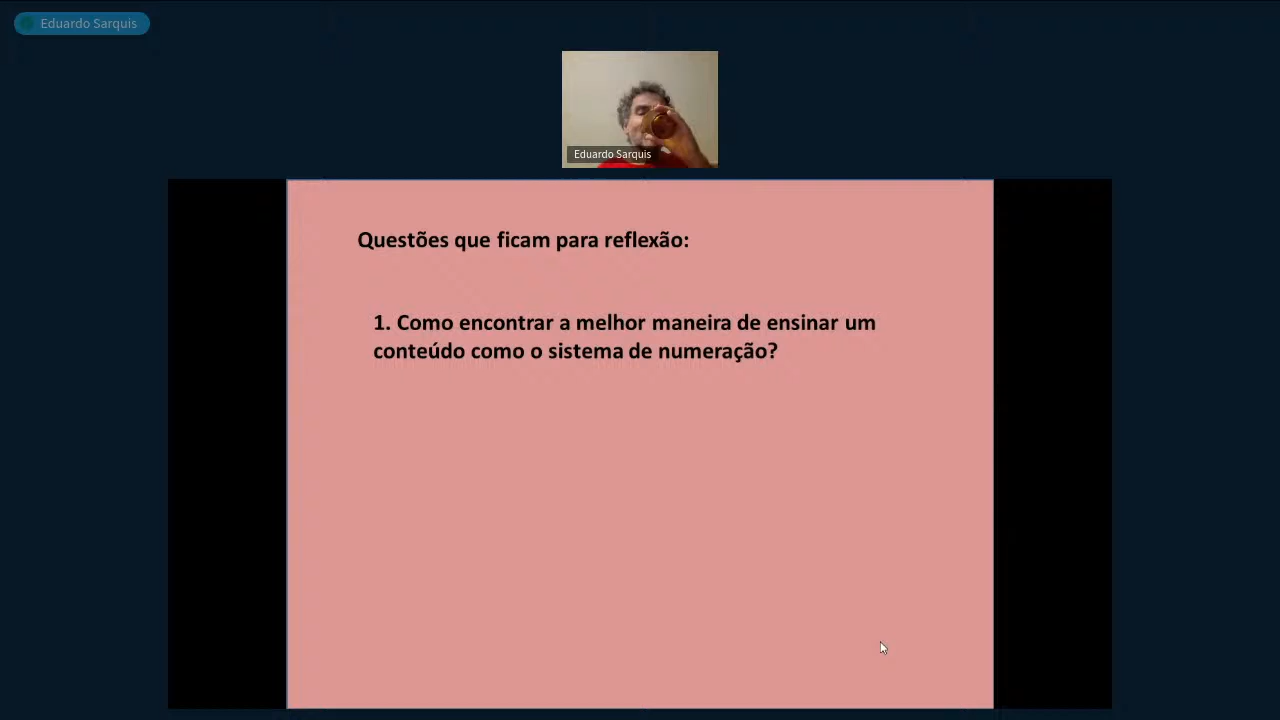 Eduardo Sarquis
Eduardo Sarquis
Questões que ficam para reflexão:
1. Como encontrar a melhor maneira de ensinar um
conteúdo como o sistema de numeração?